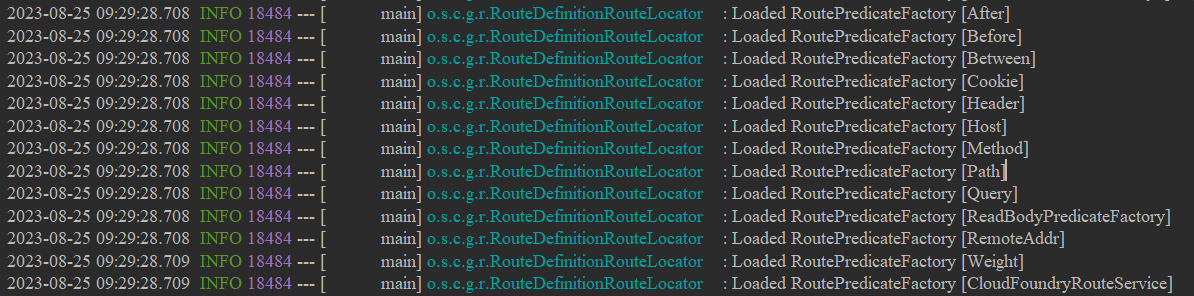 2023-08-25 09:29:28.708 INFO 18484 --- [ main] o.s.c.g.r.RouteDefinitionRouteLocator : Loaded RoutePredicateFactory [After]
2023-08-25 09:29:28.708 INFO 18484 --- [ main] o.s.c.g.r.RouteDefinitionRouteLocator : Loaded RoutePredicateFactory [Before]
2023-08-25 09:29:28.708 INFO 18484 --- [ main] o.s.c.g.r.RouteDefinitionRouteLocator : Loaded RoutePredicateFactory [Between]
2023-08-25 09:29:28.708 INFO 18484 --- [ main] o.s.c.g.r.RouteDefinitionRouteLocator : Loaded RoutePredicateFactory [Cookie]
2023-08-25 09:29:28.708 INFO 18484 --- [ main] o.s.c.g.r.RouteDefinitionRouteLocator : Loaded RoutePredicateFactory [Header]
2023-08-25 09:29:28.708 INFO 18484 --- [ main] o.s.c.g.r.RouteDefinitionRouteLocator : Loaded RoutePredicateFactory [Host]
2023-08-25 09:29:28.708 INFO 18484 --- [ main] o.s.c.g.r.RouteDefinitionRouteLocator : Loaded RoutePredicateFactory [Method]
2023-08-25 09:29:28.708 INFO 18484 --- [ main] o.s.c.g.r.RouteDefinitionRouteLocator : Loaded RoutePredicateFactory [Path]
2023-08-25 09:29:28.708 INFO 18484 --- [ main] o.s.c.g.r.RouteDefinitionRouteLocator : Loaded RoutePredicateFactory [Query]
2023-08-25 09:29:28.708 INFO 18484 --- [ main] o.s.c.g.r.RouteDefinitionRouteLocator : Loaded RoutePredicateFactory [ReadBodyPredicateFactory]
2023-08-25 09:29:28.708 INFO 18484 --- [ main] o.s.c.g.r.RouteDefinitionRouteLocator : Loaded RoutePredicateFactory [RemoteAddr]
2023-08-25 09:29:28.709 INFO 18484 --- [ main] o.s.c.g.r.RouteDefinitionRouteLocator : Loaded RoutePredicateFactory [Weight]
2023-08-25 09:29:28.709 INFO 18484 --- [ main] o.s.c.g.r.RouteDefinitionRouteLocator : Loaded RoutePredicateFactory [CloudFoundryRouteService]